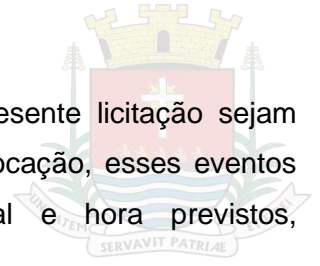 esente licitação sejam
ocação, esses eventos
al e hora previstos,
SERVAVIT PATRIAE